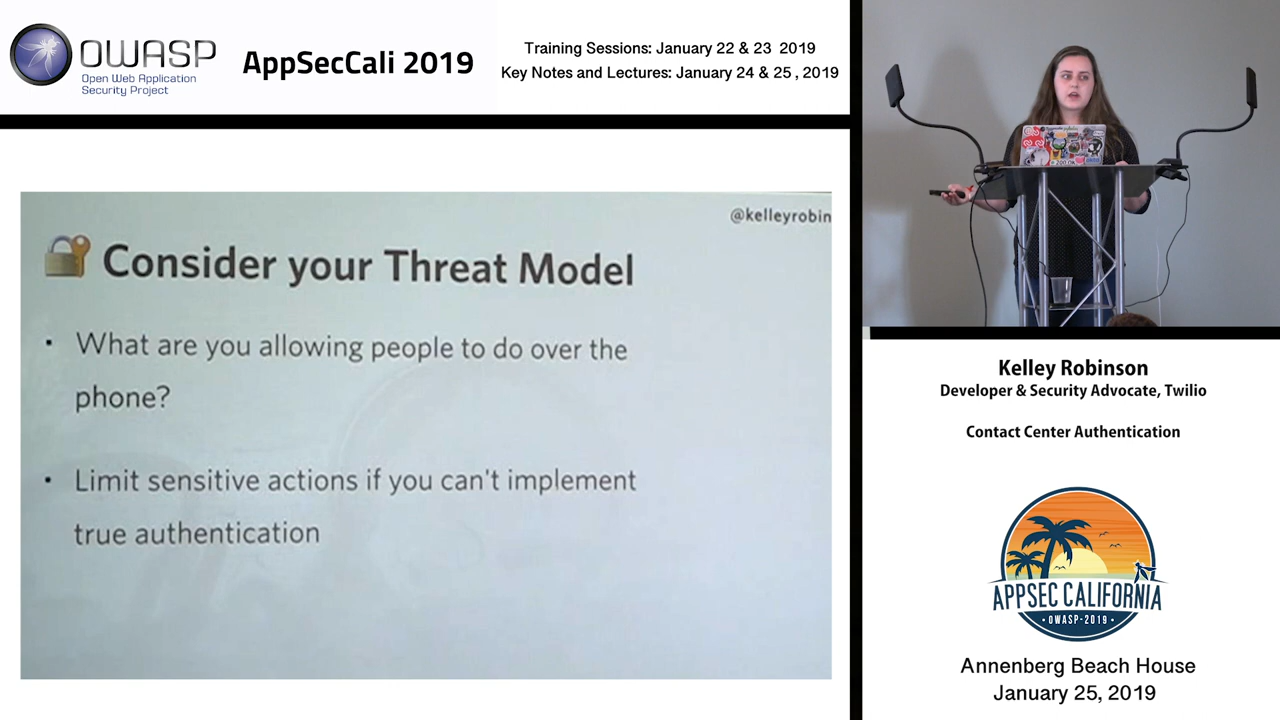 OWASP
Open Web Application
Security Project
AppSecCali 2019
Training Sessions: January 22 & 23 2019
Key Notes and Lectures: January 24 & 25 , 2019
@kelleyrobin
Consider your Threat Model
• What are you allowing people to do over the
phone?
• Limit sensitive actions if you can't implement
true authentication
Kelley Robinson
Developer & Security Advocate, Twilio
Contact Center Authentication
APPSEC CALIFORNIA
• OWASP-2019 •
Annenberg Beach House
January 25, 2019